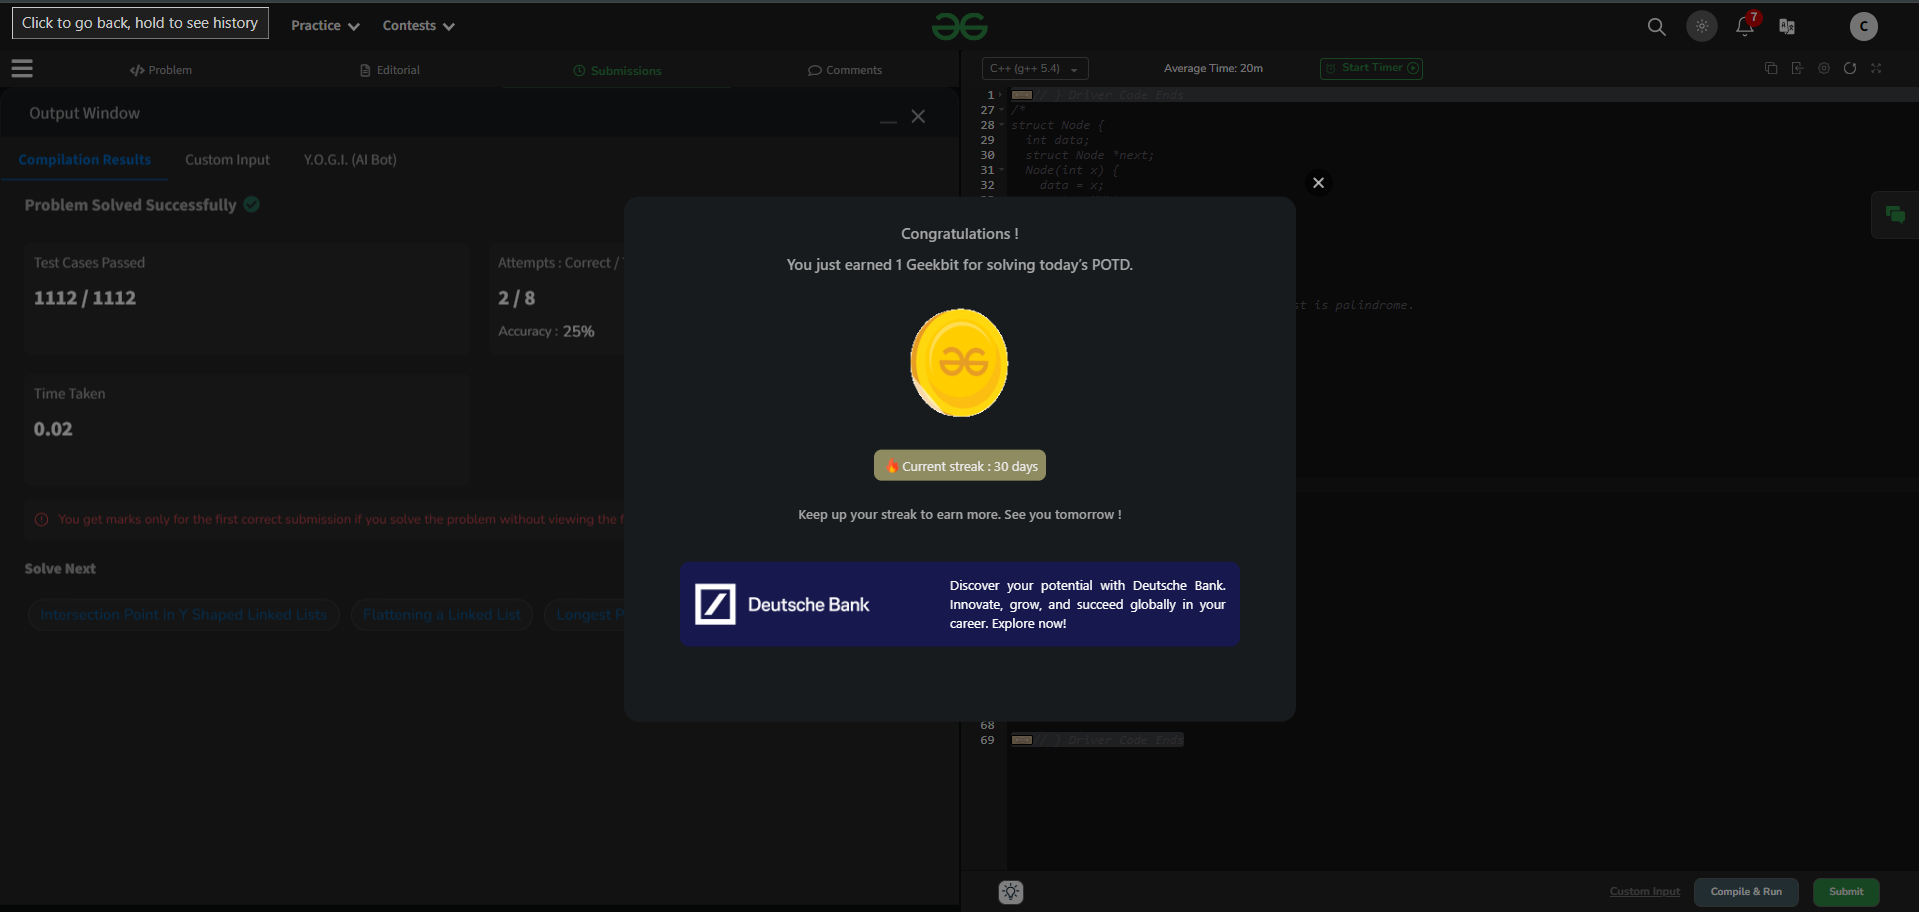 Click to go back, hold to see history
Practice
Contests
7
C
Problem
Editorial
Submissions
Comments
C++ (g++ 5.4)
Average Time: 20m
Start Timer
Output Window
Compilation Results
Custom Input
Y.O.G.I. (AI Bot)
Problem Solved Successfully
Test Cases Passed
1112 / 1112
Attempts : Correct /
2 / 8
Accuracy : 25%
Time Taken
0.02
You get marks only for the first correct submission if you solve the problem without viewing the
Solve Next
Intersection Point in Y Shaped Linked Lists
Flattening a Linked List
Longest
Congratulations !
You just earned 1 Geekbit for solving today's POTD.
Current streak : 30 days
Keep up your streak to earn more. See you tomorrow !
Deutsche Bank
Discover your potential with Deutsche Bank.
Innovate, grow, and succeed globally in your
career. Explore now!
1 // } Driver Code Ends
27 /*
28 struct Node {
29 int data;
30 struct Node *next;
31 Node(int x) {
32 data = x;
st is palindrome.
68
69 // } Driver Code Ends
Custom Input
Compile & Run
Submit